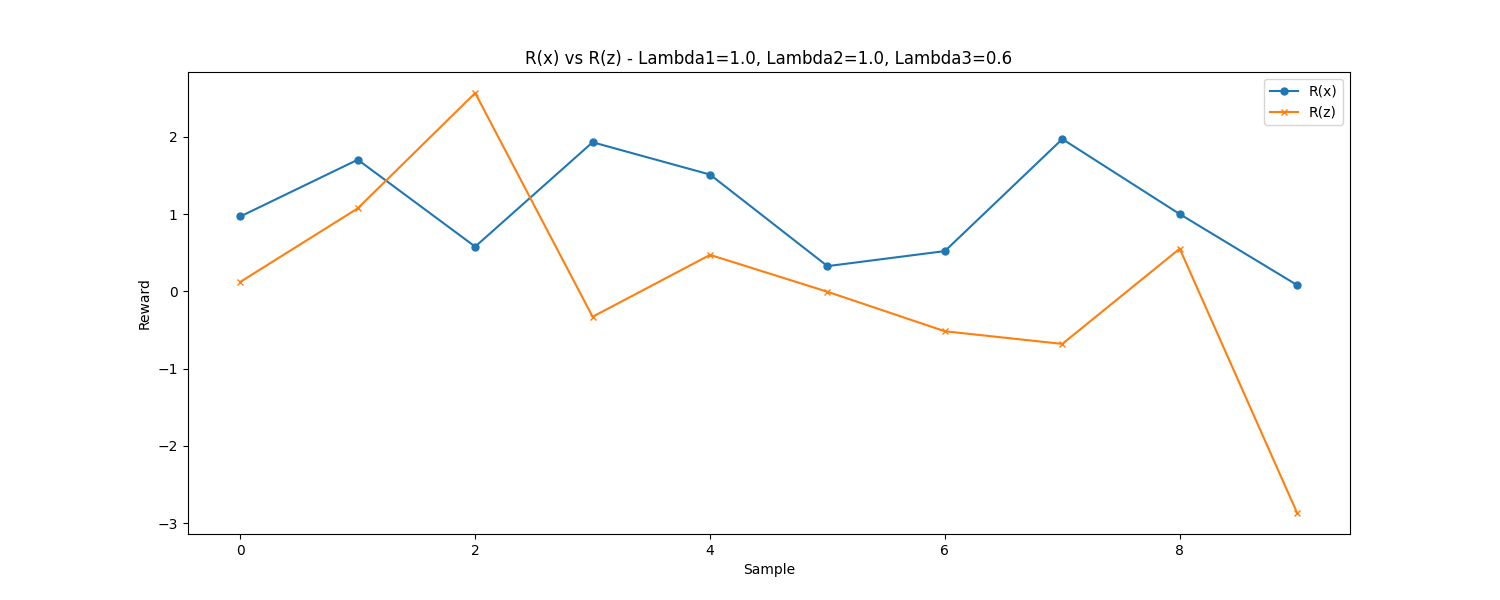 R(x) vs R(z) - Lambda1=1.0, Lambda2=1.0, Lambda3=0.6
R(x)
R(z)
2
1
0
−1
−2
−3
Reward
0 2 4 6 8
Sample